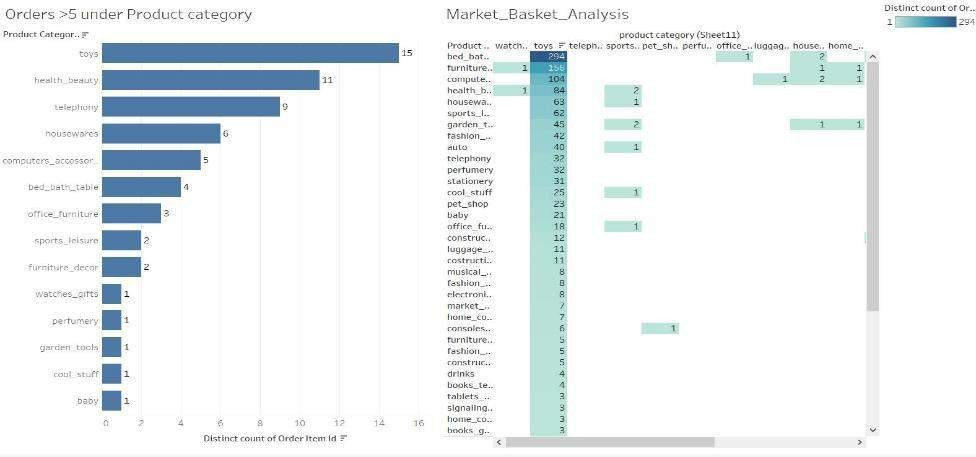 Orders >5 under Product category
Product Categor..
toys 15
health_beauty 11
telephony 9
housewares 6
computers_accessor.. 5
bed_bath_table 4
office_furniture 3
sports_leisure 2
furniture_decor 2
watches_gifts 1
perfumery 1
garden_tools 1
cool_stuff 1
baby 1
0 2 4 6 8 10 12 14 16
Distinct count of Order Item Id
Market_Basket_Analysis
product category (Sheet11)
Product .. watch.. toys teleph.. sports.. pet_sh.. perfu.. office_.. luggag.. house.. home_..
bed_bat.. 294 1 2
furniture.. 1 156 1 1
compute.. 104 1 2 1
health_b.. 1 84 2
housewa.. 63 1
sports_l.. 62
garden_t.. 45 2 1 1
fashion_.. 42
auto 40 1
telephony 32
perfumery 32
stationery 31
cool_stuff 25 1
pet_shop 23
baby 21
office_fu.. 18 1
construc.. 12
luggage_.. 11
costructi.. 11
musical_.. 8
fashion_.. 8
electroni.. 8
market_.. 7
home_co.. 7
consoles.. 6 1
furniture.. 5
fashion_.. 5
construc.. 5
drinks 4
books_te.. 4
tablets_.. 3
signaling.. 3
home_co.. 3
books_g.. 3
Distinct count of Or..
1 294